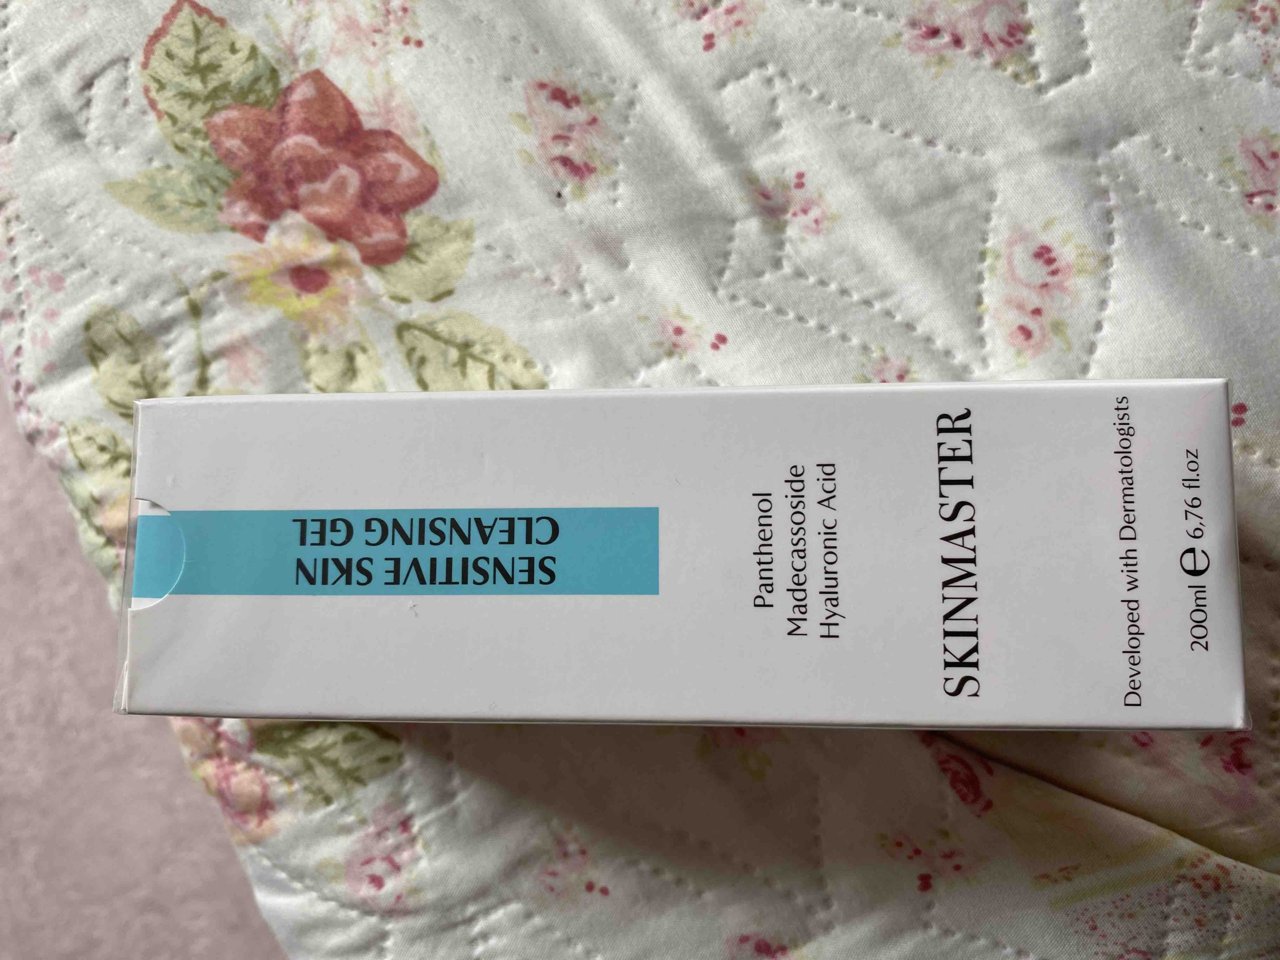 SENSITIVE SKIN
CLEANSING GEL
Panthenol
Madecassoside
Hyaluronic Acid
SKINMASTER
Developed with Dermatologists
200ml e 6,76 fl.oz